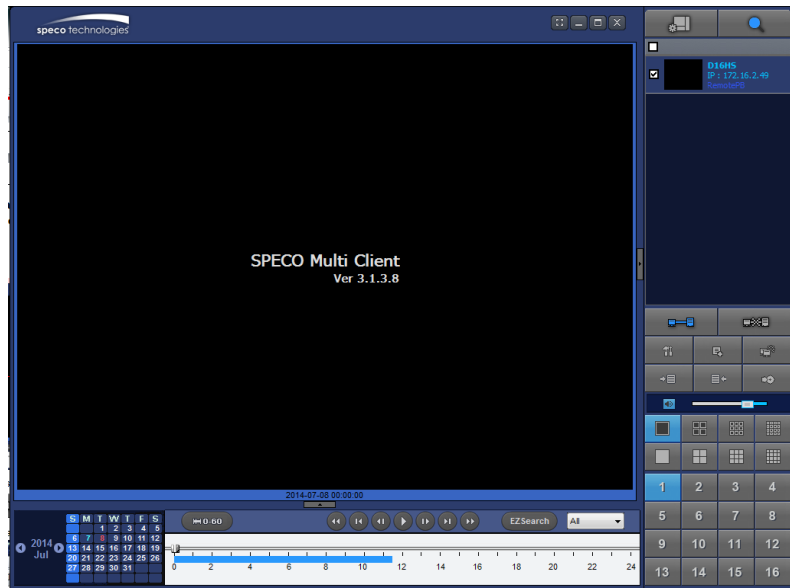 speco technologies
D16HS
IP : 172.16.2.49
RemotePB
SPECO Multi Client
Ver 3.1.3.8
2014-07-08 00:00:00
2014
Jul
S M T W T F S
1 2 3 4 5
6 7 8 9 10 11 12
13 14 15 16 17 18 19
20 21 22 23 24 25 26
27 28 29 30 31
0-60
EZSearch
All
0 2 4 6 8 10 12 14 16 18 20 22 24
1 2 3 4
5 6 7 8
9 10 11 12
13 14 15 16